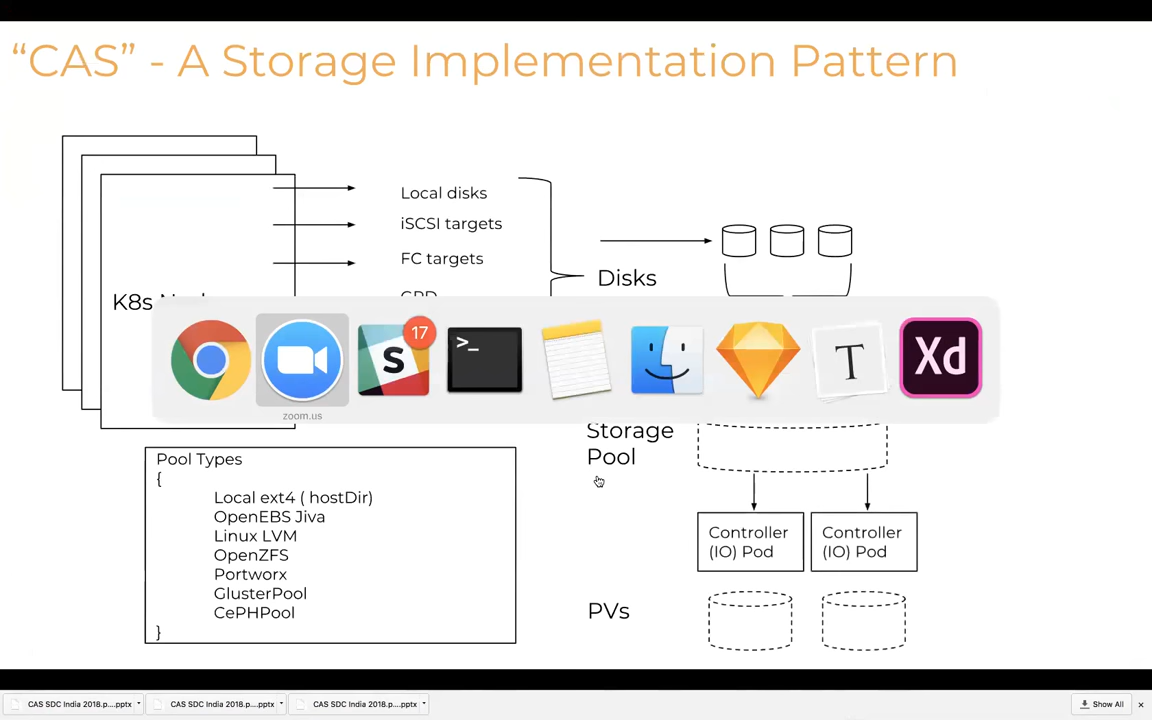 “CAS” - A Storage Implementation Pattern
Local disks
iSCSI targets
FC targets
Disks
K8s
17
S
>_
T
Xd
zoom.us
Storage
Pool
Pool Types
{
Local ext4 ( hostDir)
OpenEBS Jiva
Linux LVM
OpenZFS
Portworx
GlusterPool
CePHPool
}
Controller
(IO) Pod
Controller
(IO) Pod
PVs
CAS SDC India 2018.p....pptx
CAS SDC India 2018.p....pptx
CAS SDC India 2018.p....pptx
Show All